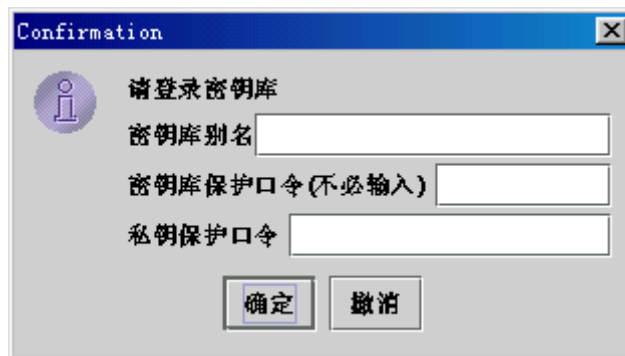 Confirmation
请登录密钥库
密钥库别名
密钥库保护口令(不必输入)
私钥保护口令
确定 撤消